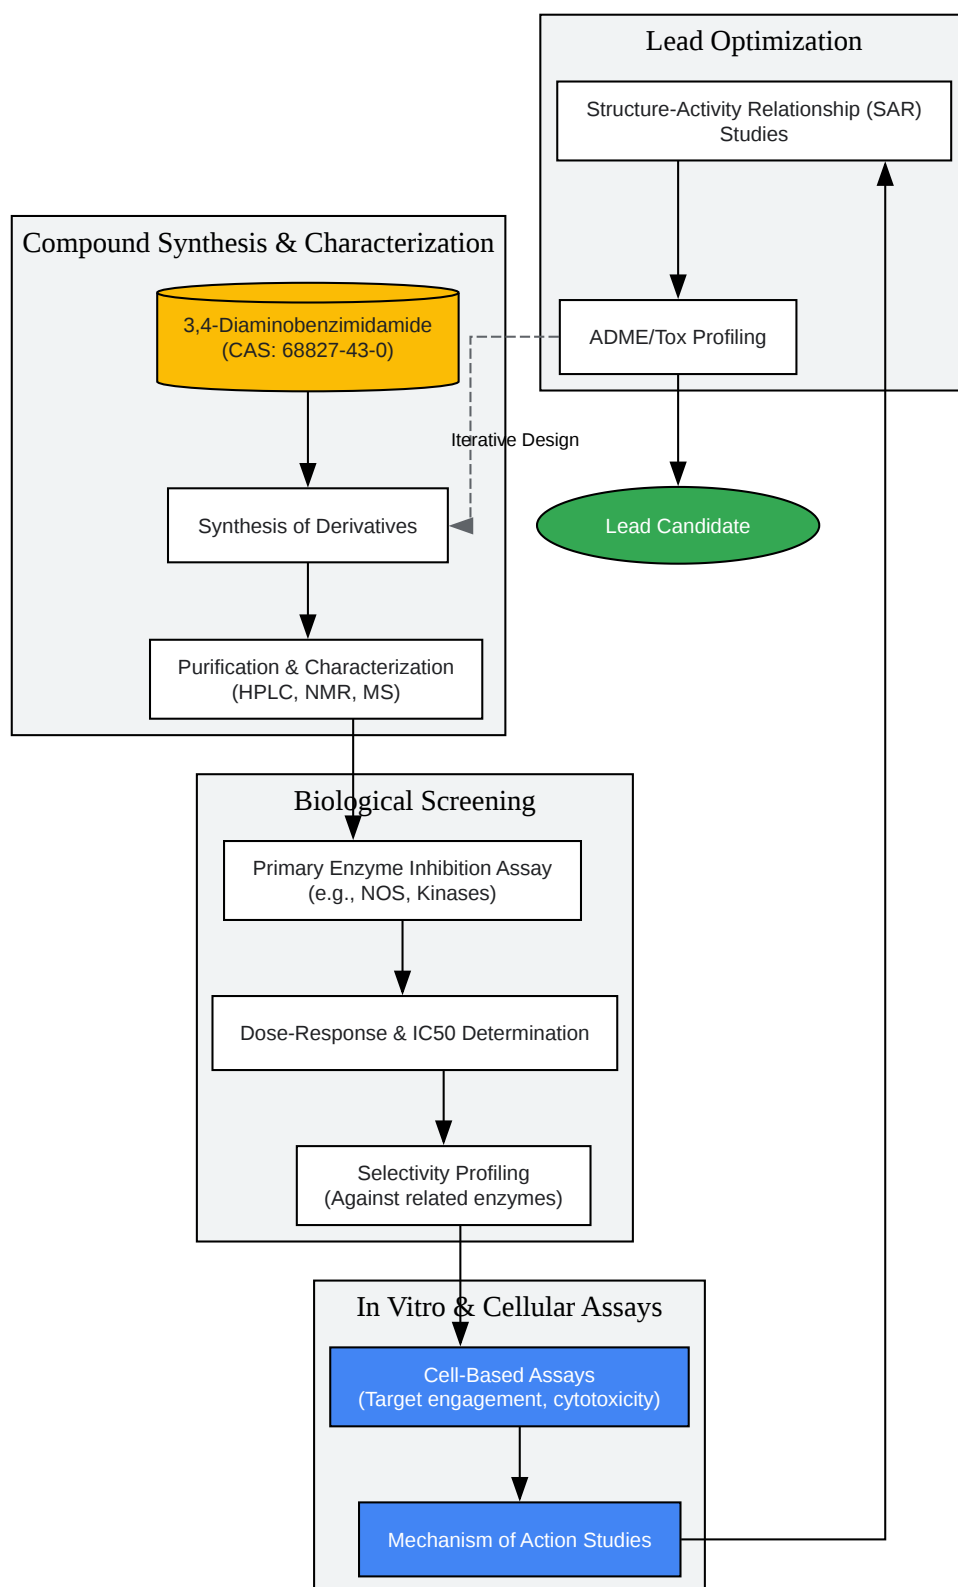 Lead Optimization
Structure-Activity Relationship (SAR)
Studies
Compound Synthesis & Characterization
3,4-Diaminobenzimidamide
(CAS: 68827-43-0)
ADME/Tox Profiling
Iterative Design
Synthesis of Derivatives
Lead Candidate
Purification & Characterization
(HPLC, NMR, MS)
Biological Screening
Primary Enzyme Inhibition Assay
(e.g., NOS, Kinases)
Dose-Response & IC50 Determination
Selectivity Profiling
(Against related enzymes)
In Vitro & Cellular Assays
Cell-Based Assays
(Target engagement, cytotoxicity)
Mechanism of Action Studies